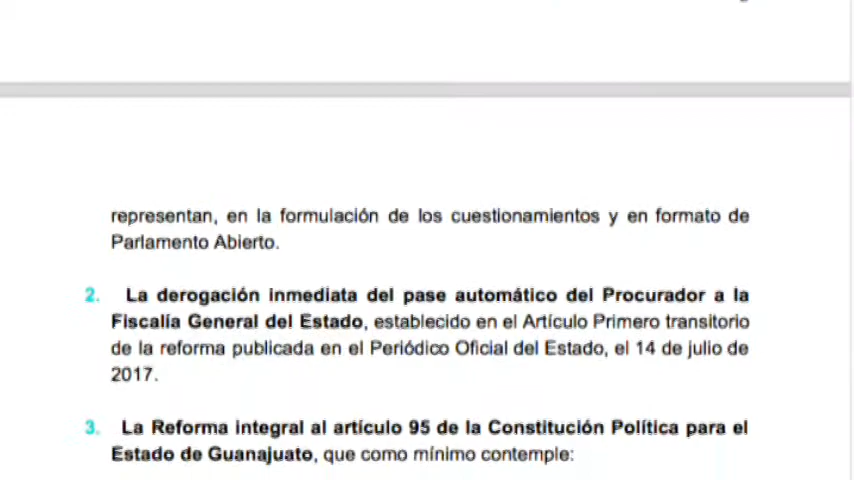 representan, en la formulación de los cuestionamientos y en formato de
Parlamento Abierto.
2. La derogación inmediata del pase automático del Procurador a la
Fiscalía General del Estado, establecido en el Artículo Primero transitorio
de la reforma publicada en el Periódico Oficial del Estado, el 14 de julio de
2017.
3. La Reforma integral al artículo 95 de la Constitución Política para el
Estado de Guanajuato, que como mínimo contemple: